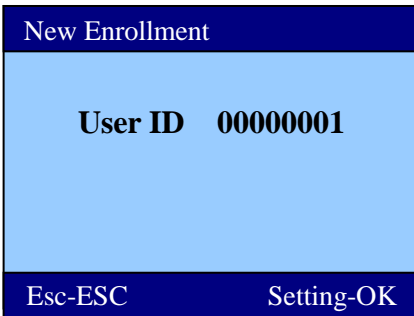 New Enrollment
User ID 00000001
Esc-ESC Setting-OK